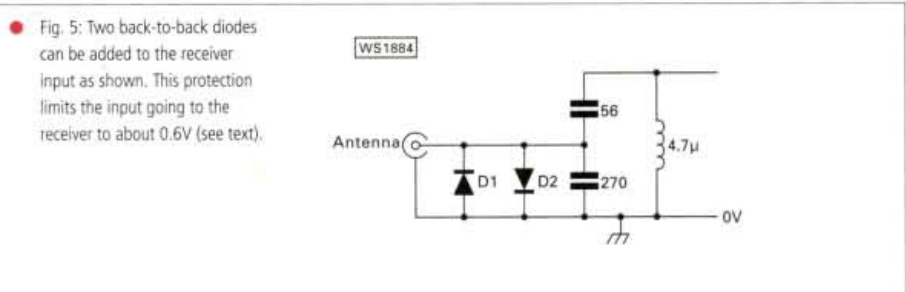 Fig. 5: Two back-to-back diodes
can be added to the receiver
input as shown. This protection
limits the input going to the
receiver to about 0.6V (see text).
WS1884
56
Antenna
4.7μ
D1
D2
270
0V